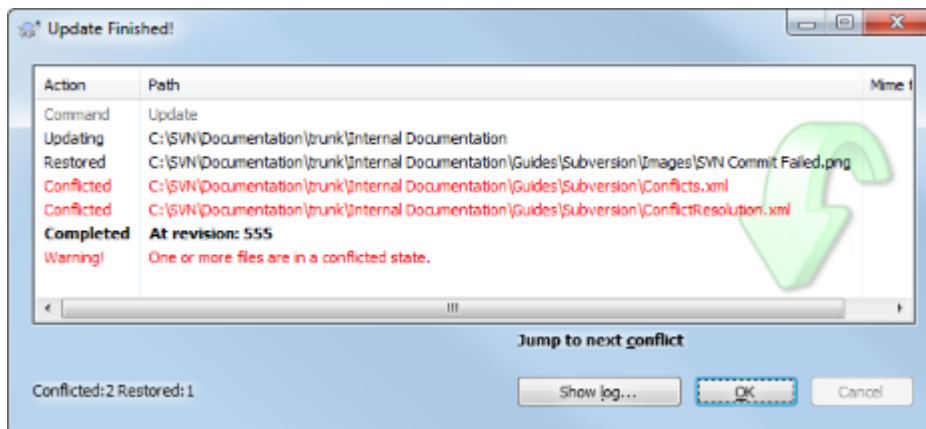 Update Finished!
Action Path Mime t
Command Update
Updating C:\SVN\Documentation\trunk\Internal Documentation
Restored C:\SVN\Documentation\trunk\Internal Documentation\Guides\Subversion\Images\SVN Commit Failed.png
Conflicted C:\SVN\Documentation\trunk\Internal Documentation\Guides\Subversion\Conflicts.xml
Conflicted C:\SVN\Documentation\trunk\Internal Documentation\Guides\Subversion\ConflictResolution.xml
Completed At revision: 555
Warning! One or more files are in a conflicted state.
Jump to next conflict
Conflicted:2 Restored:1 Show log... OK Cancel